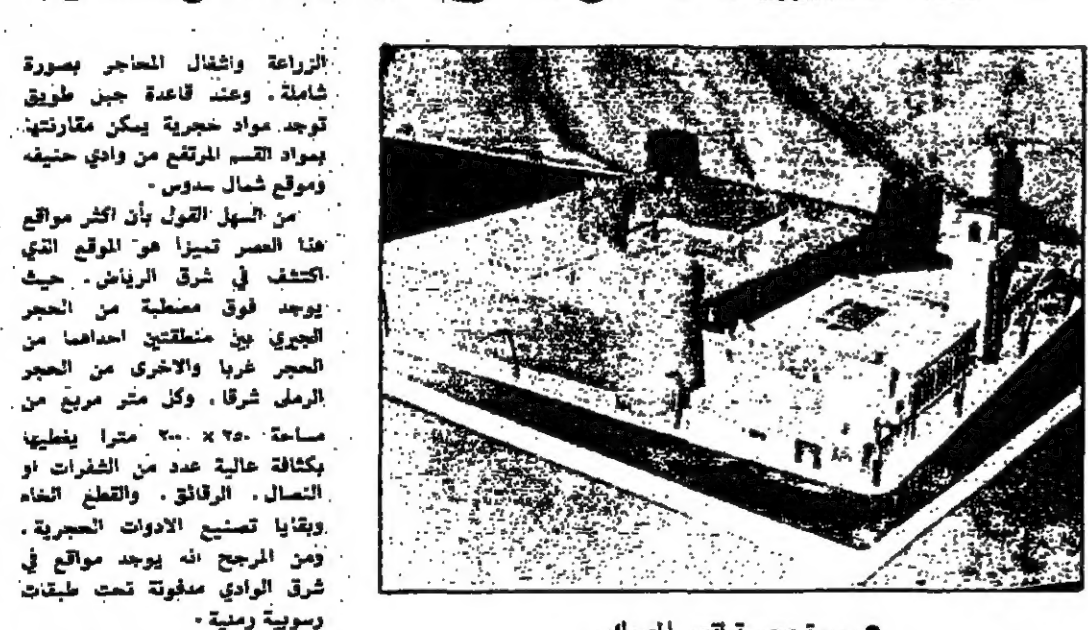 الزراعة واشغال المحاجر بصورة
شاملة . وعند قاعدة جبل طويق
توجد مواد حجرية يمكن مقارنتها
بمواد القسم المرتفع من وادي حنيفه
وموقع شمال سدوس .
من السهل القول بأن اكثر مواقع
هذا العصر تميزا هو الموقع الذي
اكتشف في شرق الرياض . حيث
يوجد فوق مصطبة من الحجر
الجيري بين منطقتين احداهما من
الحجر غربا والاخرى من الحجر
الرملي شرقا ، وكل متر مربع من
مساحة ٢٥٠ × ٢٠٠ مترا يغطيها
بكثافة عالية عدد من الشفرات او
النصال ، الرقائق ، والقطع الخام
وبقايا تصنيع الادوات الحجرية .
ومن المرجح انه يوجد مواقع في
شرق الوادي مدفونة تحت طبقات
رسوبية رملية .